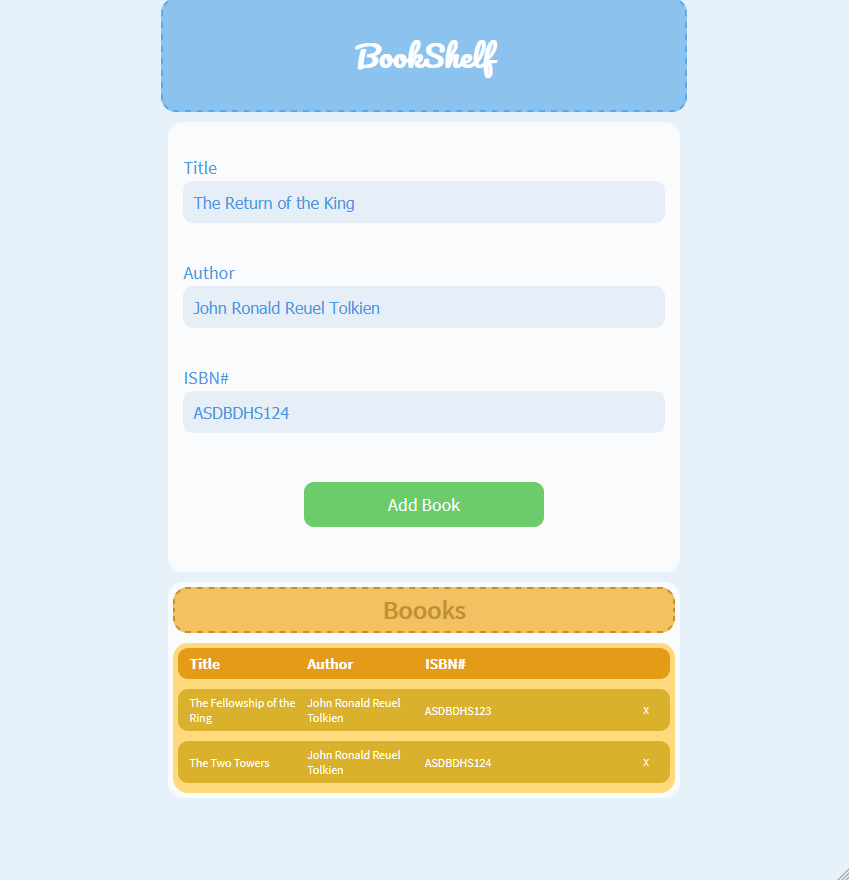 BookShelf
Title
The Return of the King
Author
John Ronald Reuel Tolkien
ISBN#
ASDBDHS124
Add Book
Boooks
Title Author ISBN#
The Fellowship of the Ring John Ronald Reuel Tolkien ASDBDHS123 X
The Two Towers John Ronald Reuel Tolkien ASDBDHS124 X